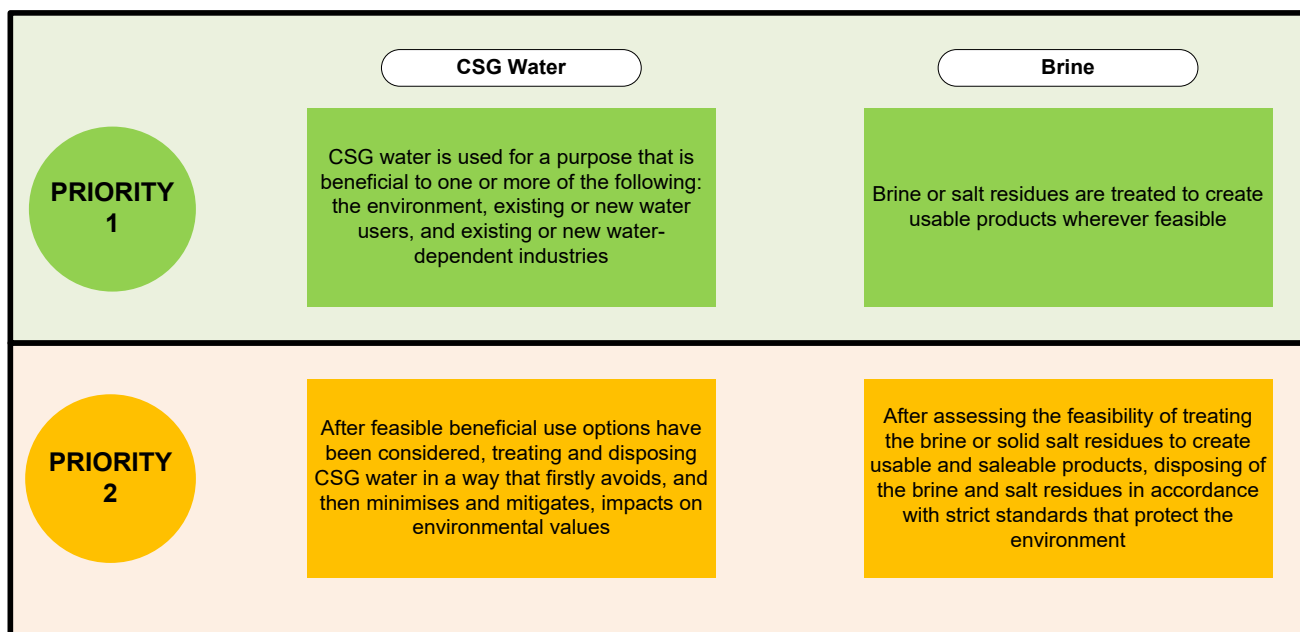 CSG Water
Brine
PRIORITY
1
CSG water is used for a purpose that is
beneficial to one or more of the following:
the environment, existing or new water
users, and existing or new water-
dependent industries
Brine or salt residues are treated to create
usable products wherever feasible
PRIORITY
2
After feasible beneficial use options have
been considered, treating and disposing
CSG water in a way that firstly avoids, and
then minimises and mitigates, impacts on
environmental values
After assessing the feasibility of treating
the brine or solid salt residues to create
usable and saleable products, disposing of
the brine and salt residues in accordance
with strict standards that protect the
environment